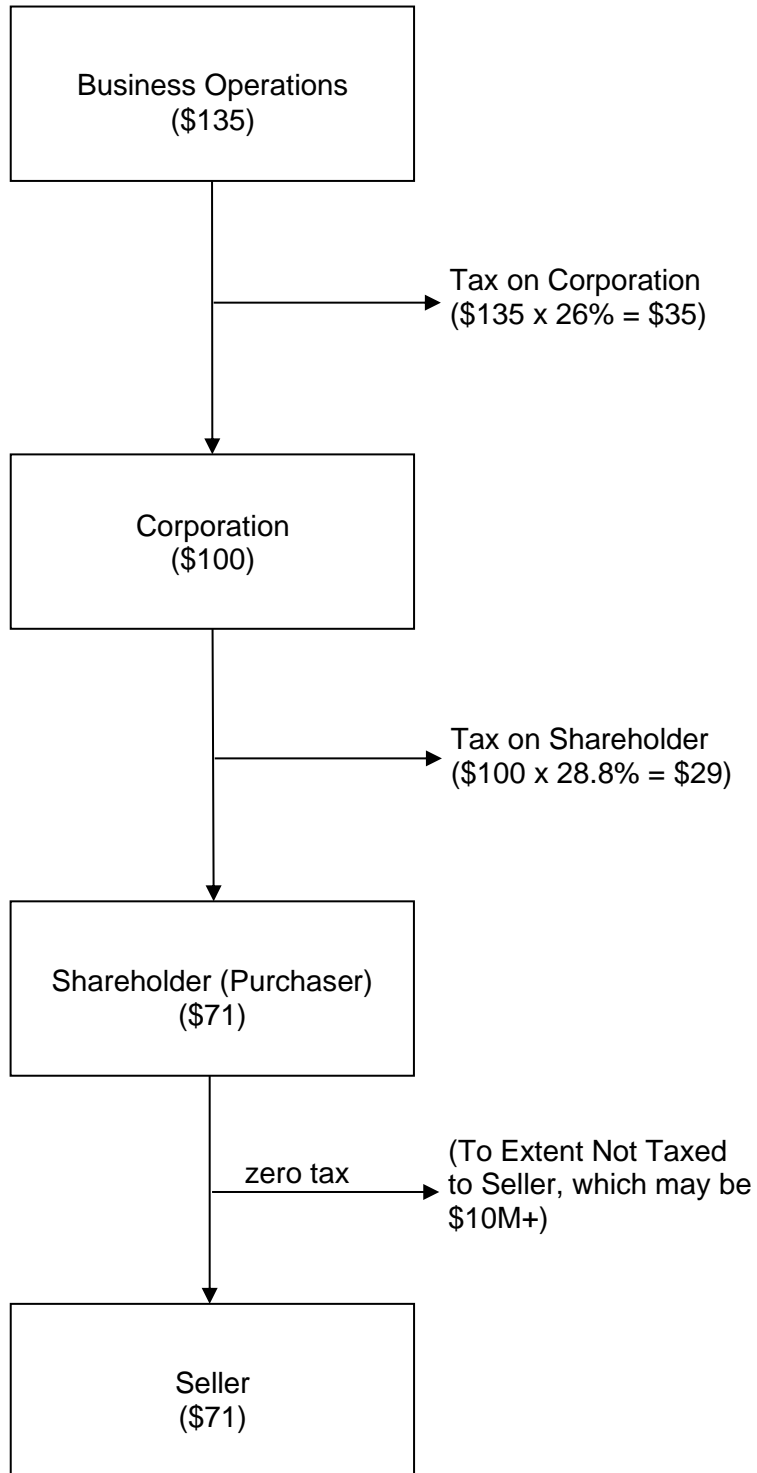 Business Operations
($135)
Tax on Corporation
($135 x 26% = $35)
Corporation
($100)
Tax on Shareholder
($100 x 28.8% = $29)
Shareholder (Purchaser)
($71)
zero tax
(To Extent Not Taxed
to Seller, which may be
$10M+)
Seller
($71)